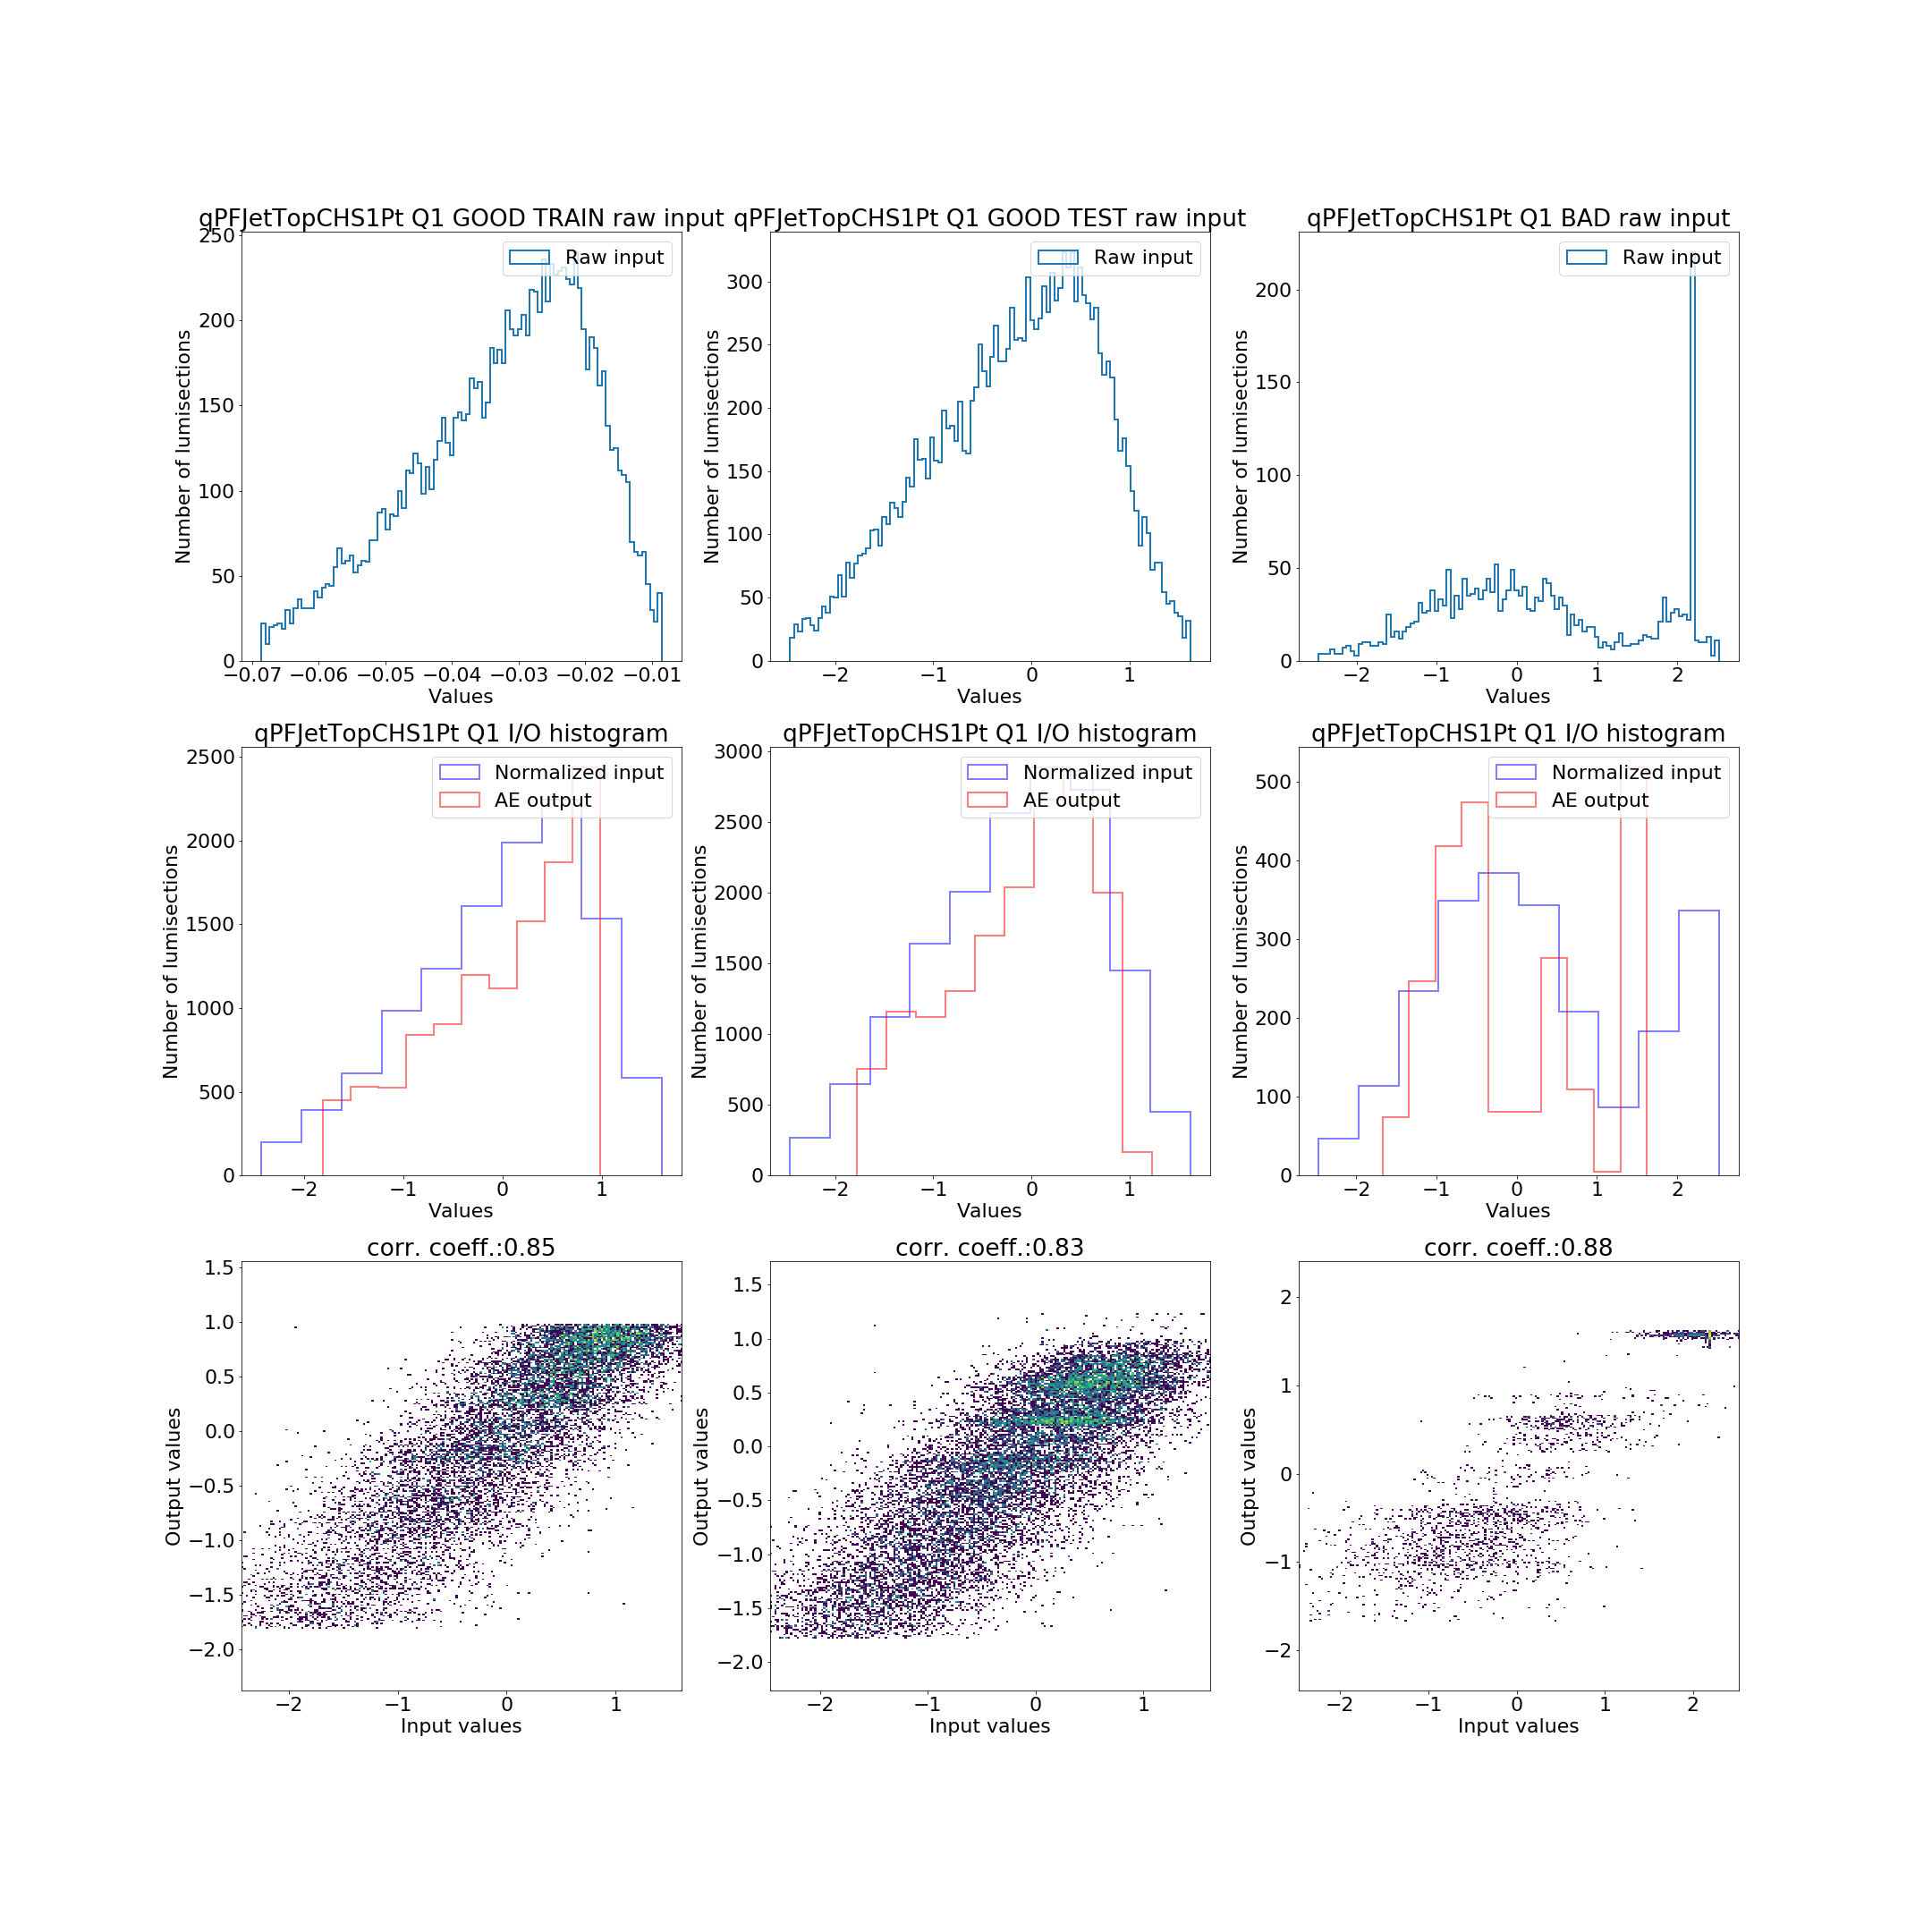 qPFJetTopCHS1Pt Q1 GOOD TRAIN raw input
250
200
150
100
50
0
Number of lumisections
Raw input
−0.07 −0.06 −0.05 −0.04 −0.03 −0.02 −0.01
Values
qPFJetTopCHS1Pt Q1 GOOD TEST raw input
300
250
200
150
100
50
0
Number of lumisections
Raw input
−2 −1 0 1
Values
qPFJetTopCHS1Pt Q1 BAD raw input
200
150
100
50
0
Number of lumisections
Raw input
−2 −1 0 1 2
Values
qPFJetTopCHS1Pt Q1 I/O histogram
2500
2000
1500
1000
500
0
Number of lumisections
Normalized input
AE output
−2 −1 0 1
Values
qPFJetTopCHS1Pt Q1 I/O histogram
3000
2500
2000
1500
1000
500
0
Number of lumisections
Normalized input
AE output
−2 −1 0 1
Values
qPFJetTopCHS1Pt Q1 I/O histogram
500
400
300
200
100
0
Number of lumisections
Normalized input
AE output
−2 −1 0 1 2
Values
corr. coeff.:0.85
1.5
1.0
0.5
0.0
−0.5
−1.0
−1.5
−2.0
Output values
−2 −1 0 1
Input values
corr. coeff.:0.83
1.5
1.0
0.5
0.0
−0.5
−1.0
−1.5
−2.0
Output values
−2 −1 0 1
Input values
corr. coeff.:0.88
2
1
0
−1
−2
Output values
−2 −1 0 1 2
Input values